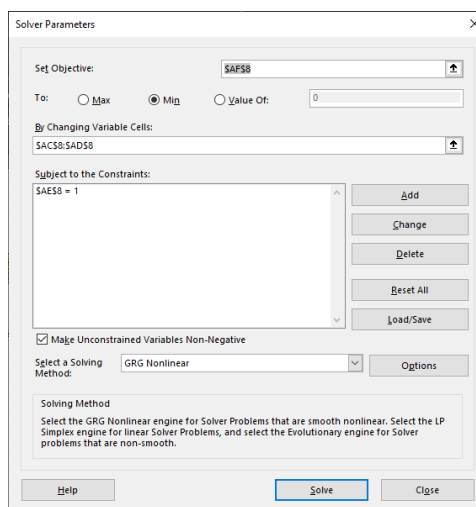 Solver Parameters
Set Objective:
$AF$8
To:
Max
Min
Value Of:
0
By Changing Variable Cells:
$AC$8:$AD$8
Subject to the Constraints:
$AE$8 = 1
Add
Change
Delete
Reset All
Load/Save
Make Unconstrained Variables Non-Negative
Select a Solving
Method:
GRG Nonlinear
Options
Solving Method
Select the GRG Nonlinear engine for Solver Problems that are smooth nonlinear. Select the LP
Simplex engine for linear Solver Problems, and select the Evolutionary engine for Solver
problems that are non-smooth.
Help
Solve
Close